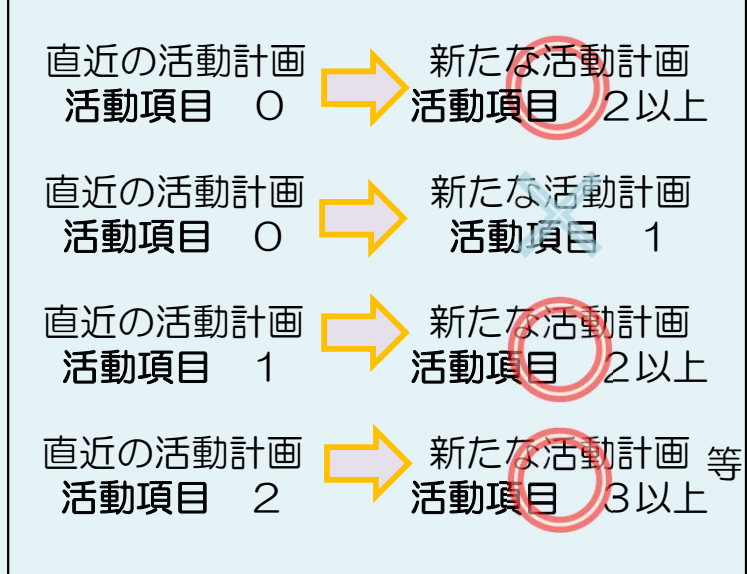 直近の活動計画 新たな活動計画
活動項目 0 活動項目 2以上
直近の活動計画 新たな活動計画
活動項目 0 活動項目 1
直近の活動計画 新たな活動計画
活動項目 1 活動項目 2以上
直近の活動計画 新たな活動計画 等
活動項目 2 活動項目 3以上